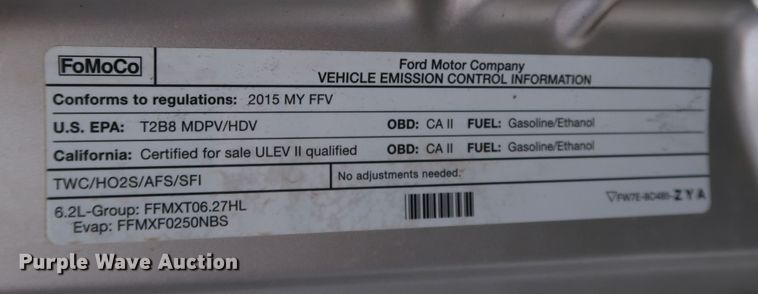 FoMoCo
Ford Motor Company
VEHICLE EMISSION CONTROL INFORMATION
Conforms to regulations: 2015 MY FFV
U.S. EPA: T2B8 MDPV/HDV OBD: CA II FUEL: Gasoline/Ethanol
California: Certified for sale ULEV II qualified OBD: CA II FUEL: Gasoline/Ethanol
TWC/HO2S/AFS/SFI
No adjustments needed.
6.2L-Group: FFMXT06.27HL
Evap: FFMXF0250NBS
ZYA
Purple Wave Auction